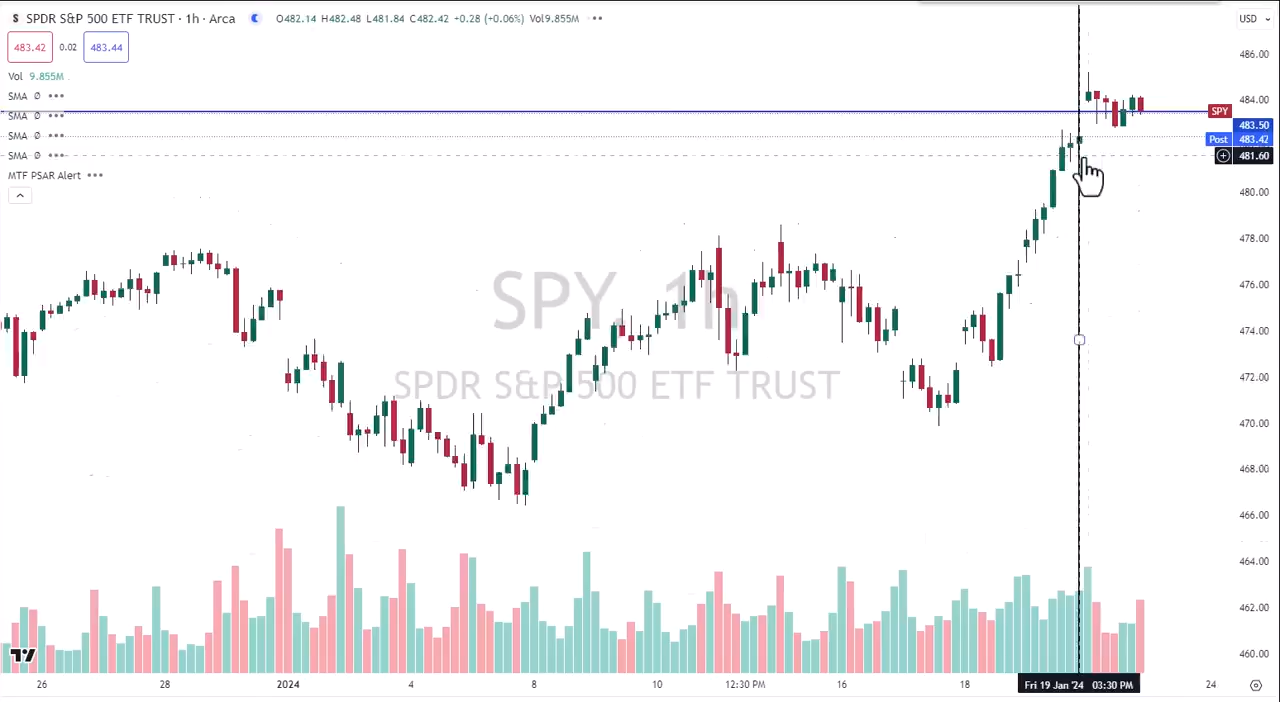 S SPDR S&P 500 ETF TRUST · 1h · Arca O482.14 H482.48 L481.84 C482.42 +0.28 (+0.06%) Vol9.855M
USD
483.42 0.02 483.44
Vol 9.855M
SMA Ø
SMA Ø
SMA Ø
SMA Ø
MTF PSAR Alert
486.00
484.00
SPY 483.50
Post 483.42
481.60
480.00
478.00
476.00
474.00
472.00
470.00
468.00
466.00
464.00
462.00
460.00
SPY, 1h
SPDR S&P 500 ETF TRUST
26 28 2024 4 8 10 12:30 PM 16 18 Fri 19 Jan '24 03:30 PM 24